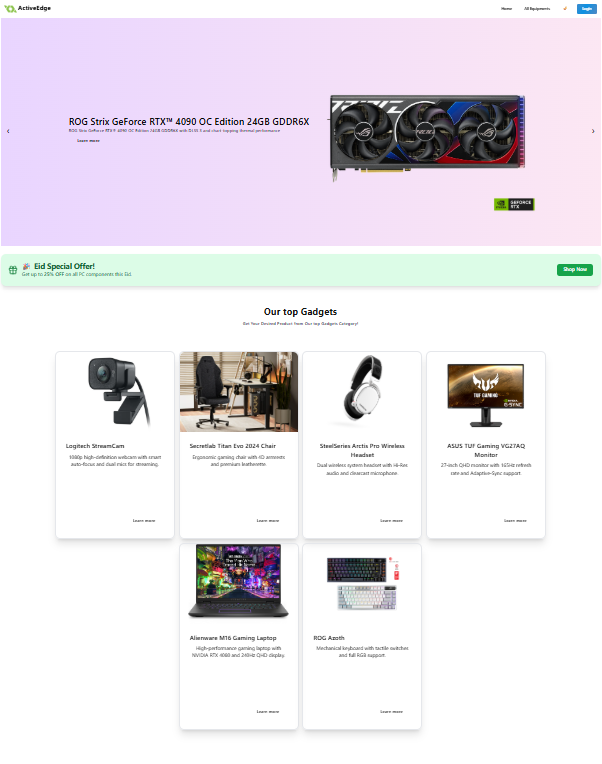 ActiveEdge
Home
All Equipments
Login
ROG Strix GeForce RTX™ 4090 OC Edition 24GB GDDR6X
ROG Strix GeForce RTX™ 4090 OC Edition 24GB GDDR6X with DLSS 3 and chart-topping thermal performance
Learn more
GEFORCE
RTX
Eid Special Offer!
Get up to 25% OFF on all PC components this Eid.
Shop Now
Our top Gadgets
Get Your Desired Product from Our top Gadgets Category!
Logitech StreamCam
1080p high-definition webcam with smart
auto-focus and dual mics for streaming.
Learn more
Secretlab Titan Evo 2024 Chair
Ergonomic gaming chair with 4D armrests
and premium leatherette.
Learn more
SteelSeries Arctis Pro Wireless
Headset
Dual wireless system headset with Hi-Res
audio and clearcast microphone.
Learn more
TUF GAMING
G-SYNC
ASUS TUF Gaming VG27AQ
Monitor
27-inch QHD monitor with 165Hz refresh
rate and Adaptive-Sync support
Learn more
Alienware M16 Gaming Laptop
High-performance gaming laptop with
NVIDIA RTX 4080 and 240Hz QHD display.
Learn more
ROG Azoth
Mechanical keyboard with tactile switches
and full RGB support.
Learn more